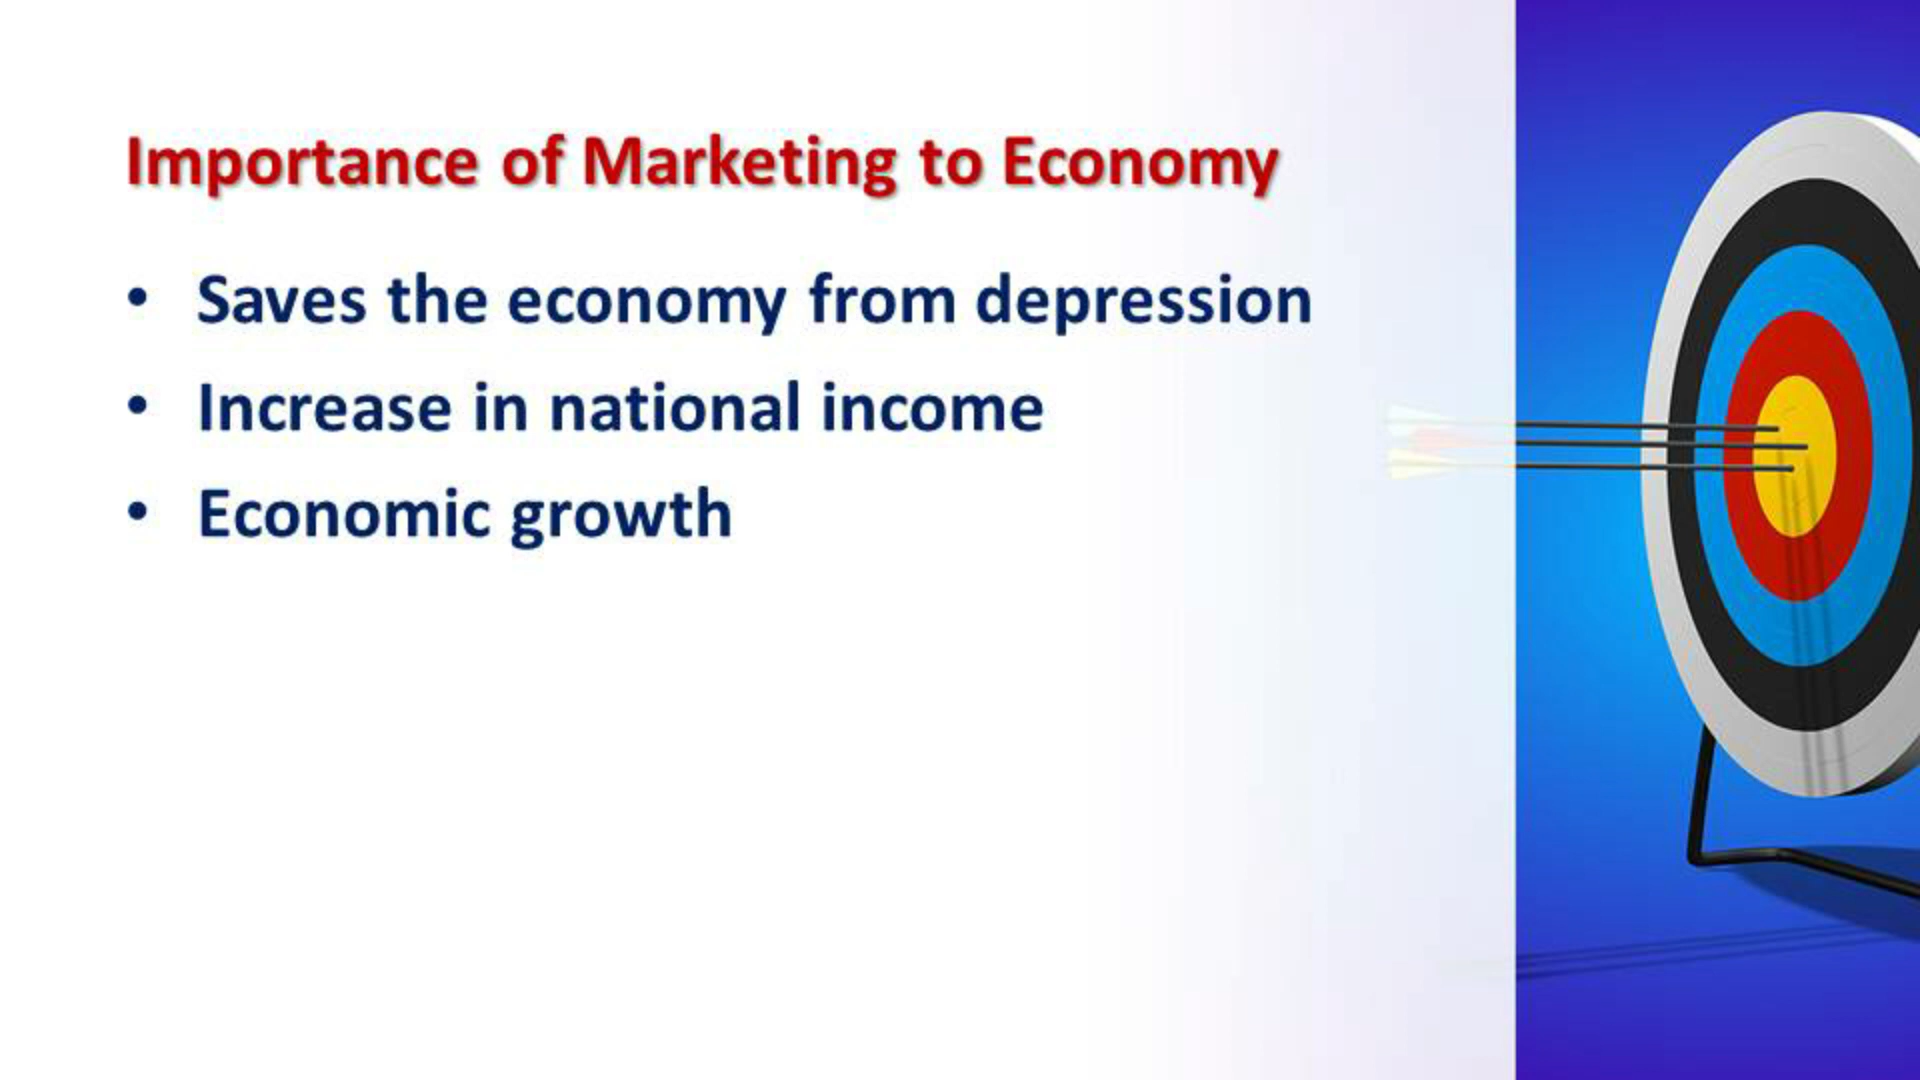 Importance of Marketing to Economy
• Saves the economy from depression
• Increase in national income
• Economic growth